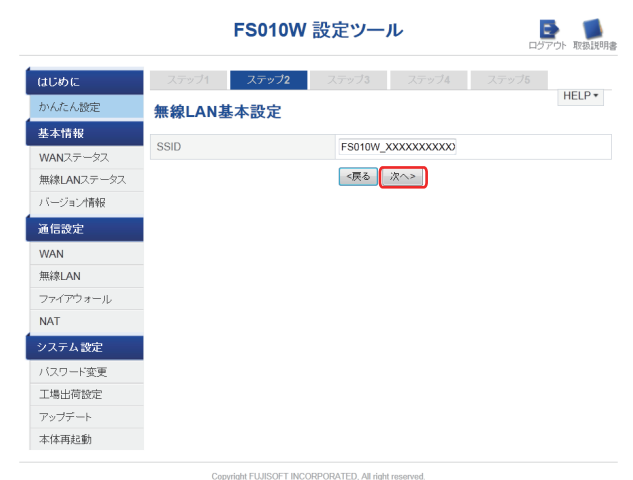 FS010W 設定ツール
ログアウト 取扱説明書
はじめに
かんたん設定
基本情報
WANステータス
無線LANステータス
バージョン情報
通信設定
WAN
無線LAN
ファイアウォール
NAT
システム設定
パスワード変更
工場出荷設定
アップデート
本体再起動
ステップ1 ステップ2 ステップ3 ステップ4 ステップ5
HELP▼
無線LAN基本設定
SSID FS010W_XXXXXXXXXX
<戻る 次へ>
Copyright FUJISOFT INCORPORATED, All right reserved.